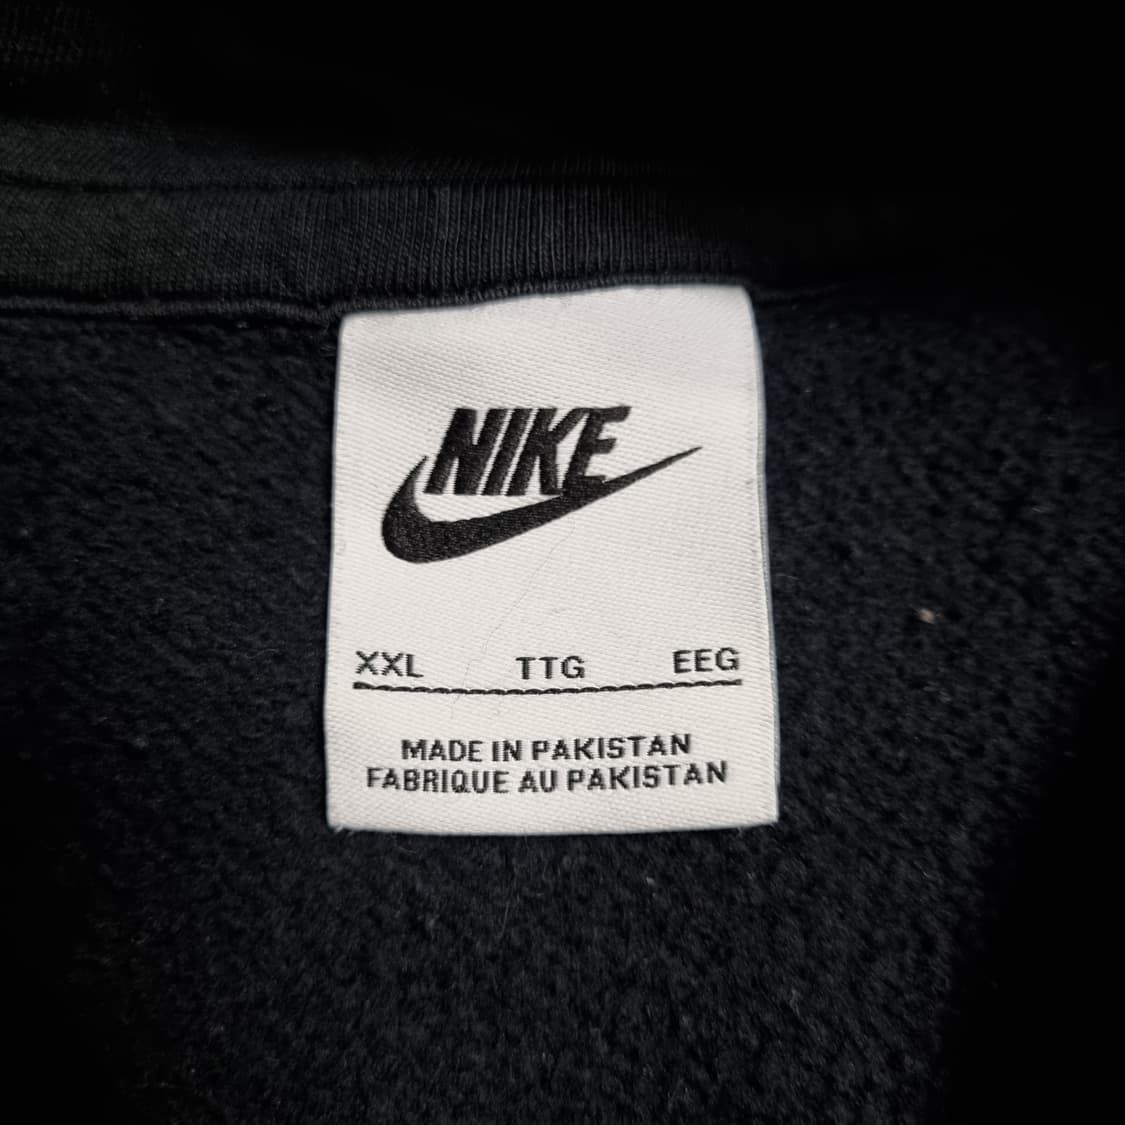 NIKE
XXL TTG EEG
MADE IN PAKISTAN
FABRIQUE AU PAKISTAN